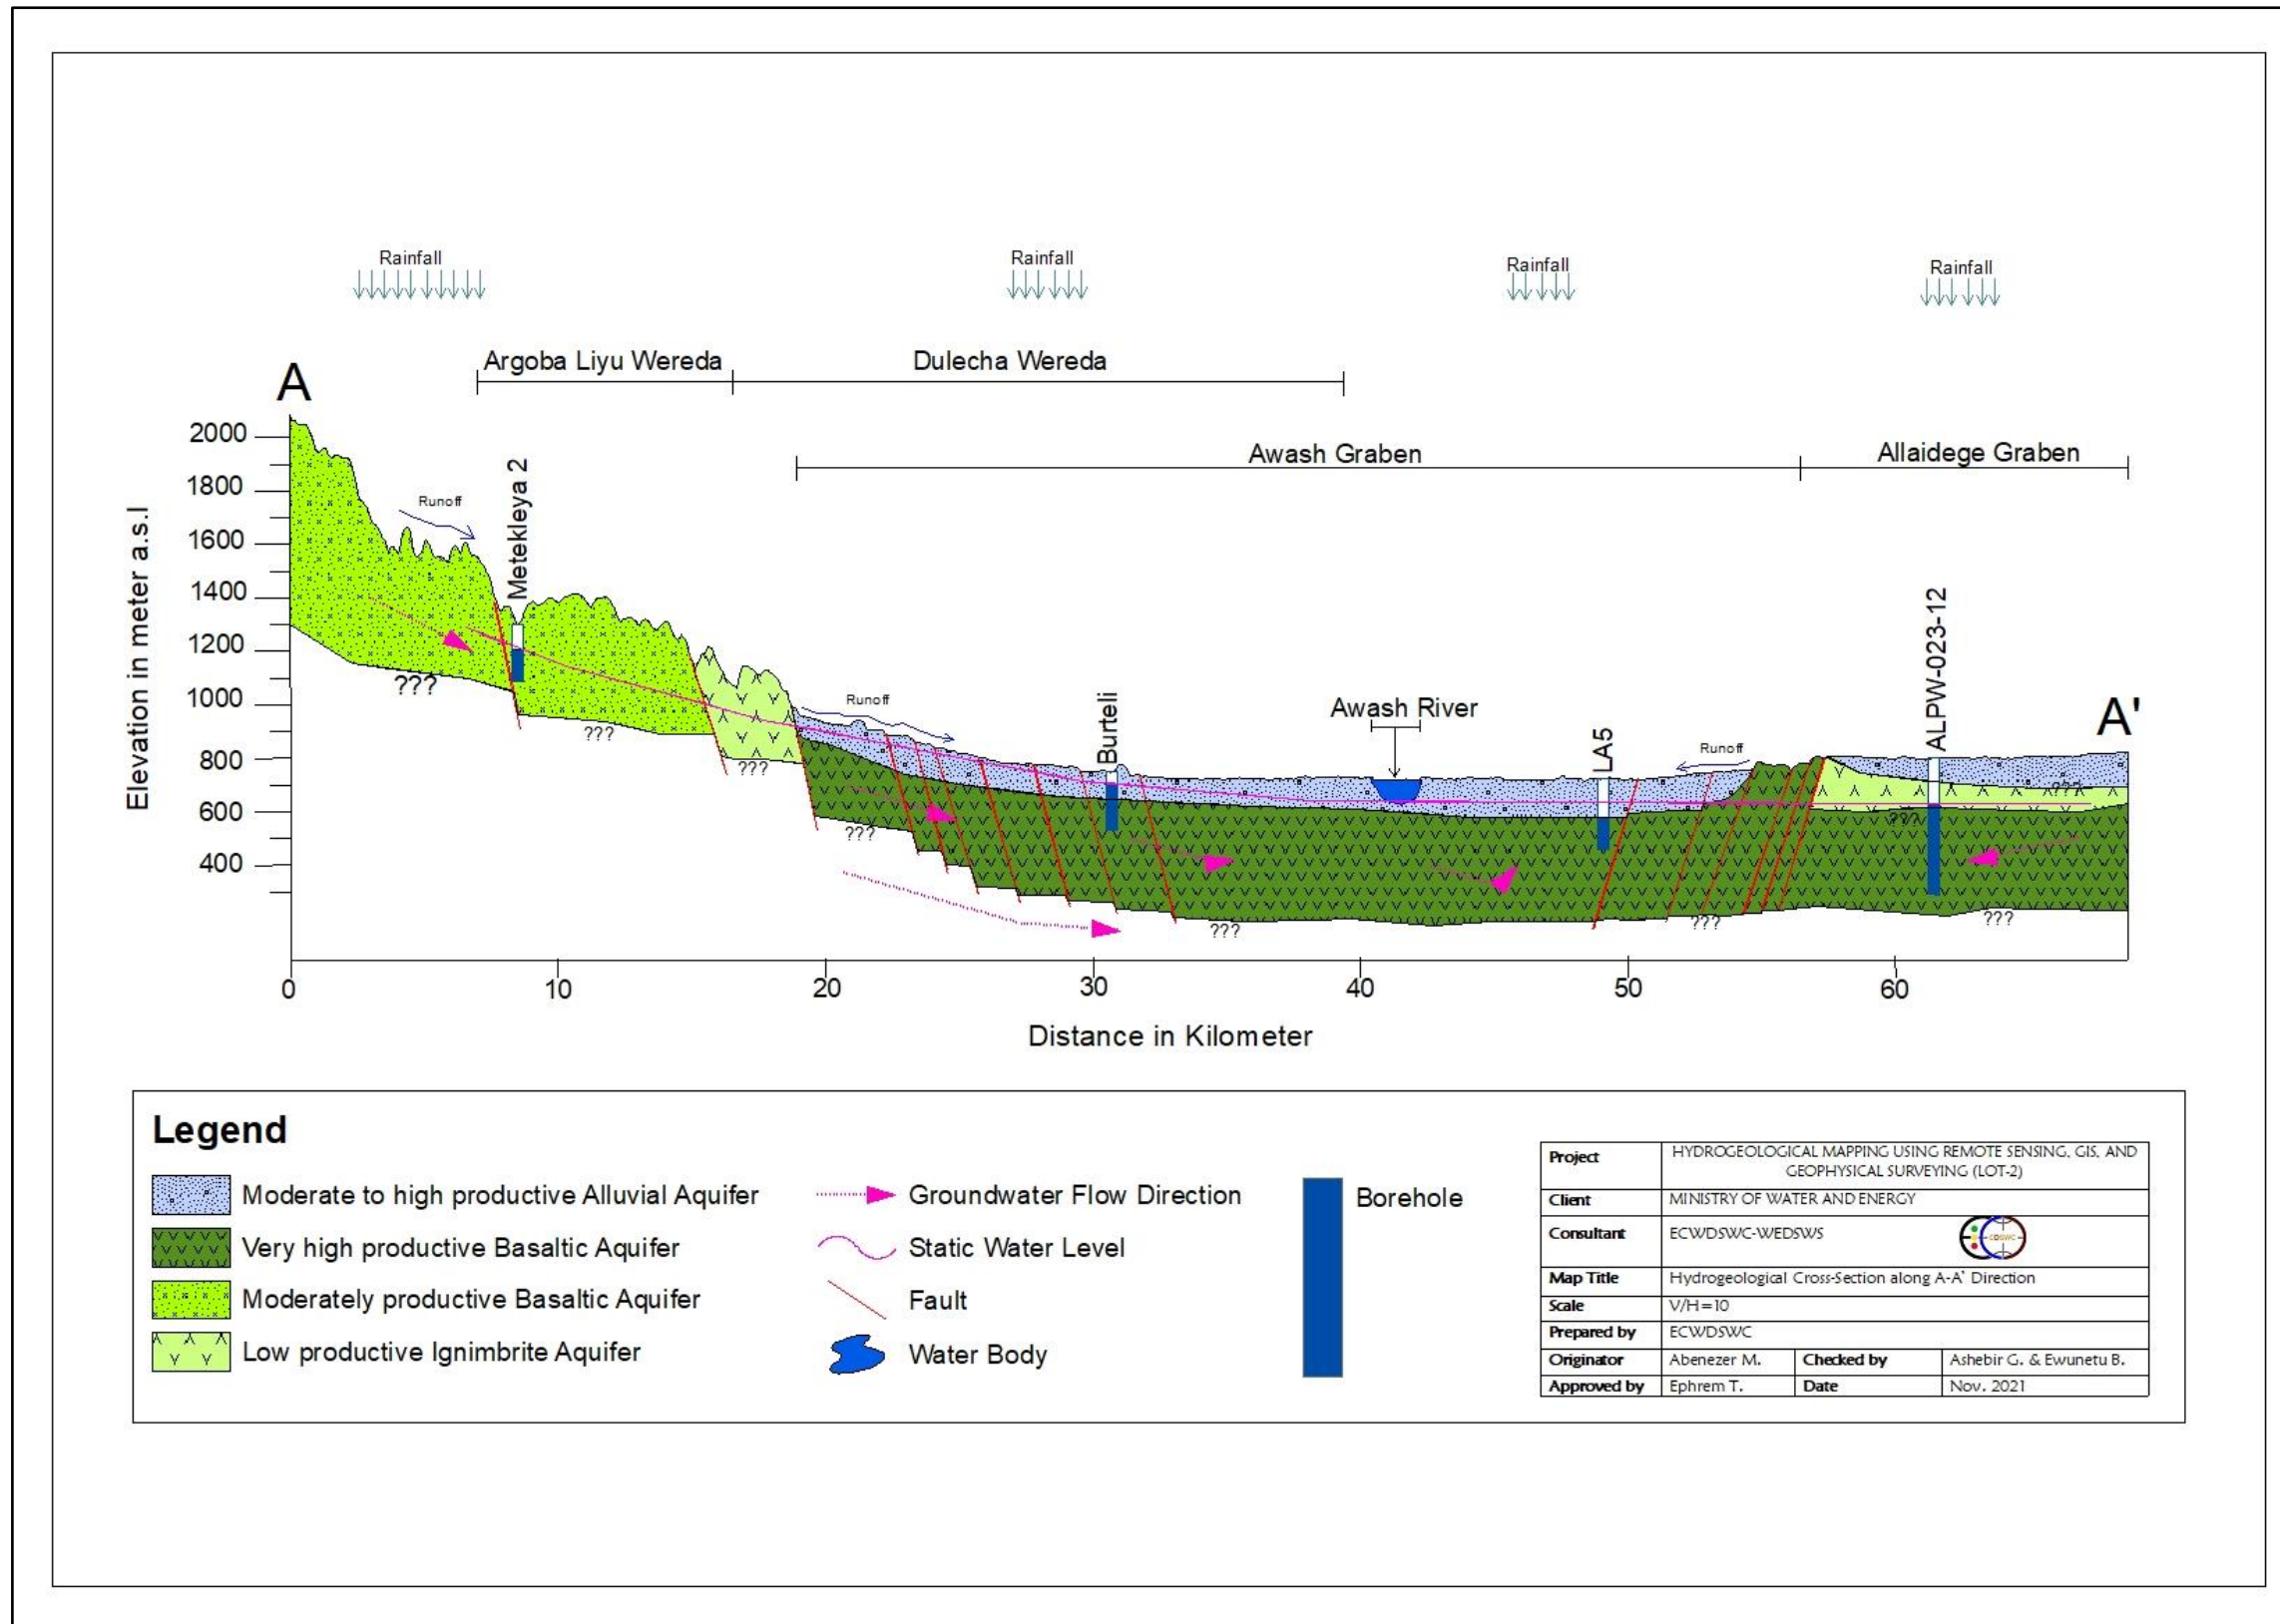 Rainfall
Rainfall
Rainfall
Rainfall
Argoba Liyu Wereda
Dulecha Wereda
A
Awash Graben
Allaidege Graben
2000
1800
1600
1400
1200
1000
800
600
400
Elevation in meter a.s.l
Runoff
Metekleya 2
Runoff
Burteli
Awash River
LA5
Runoff
ALPW-023-12
A'
???
???
???
???
???
???
???
???
???
0
10
20
30
40
50
60
Distance in Kilometer
Legend
Moderate to high productive Alluvial Aquifer
Very high productive Basaltic Aquifer
Moderately productive Basaltic Aquifer
Low productive Ignimbrite Aquifer
Groundwater Flow Direction
Static Water Level
Fault
Water Body
Borehole
Project
HYDROGEOLOGICAL MAPPING USING REMOTE SENSING, GIS, AND
GEOPHYSICAL SURVEYING (LOT-2)
Client
MINISTRY OF WATER AND ENERGY
Consultant
ECWDSWC-WEDSWS
Map Title
Hydrogeological Cross-Section along A-A' Direction
Scale
V/H=10
Prepared by
ECWDSWC
Originator
Abenezer M.
Checked by
Ashebir G. & Ewunetu B.
Approved by
Ephrem T.
Date
Nov. 2021